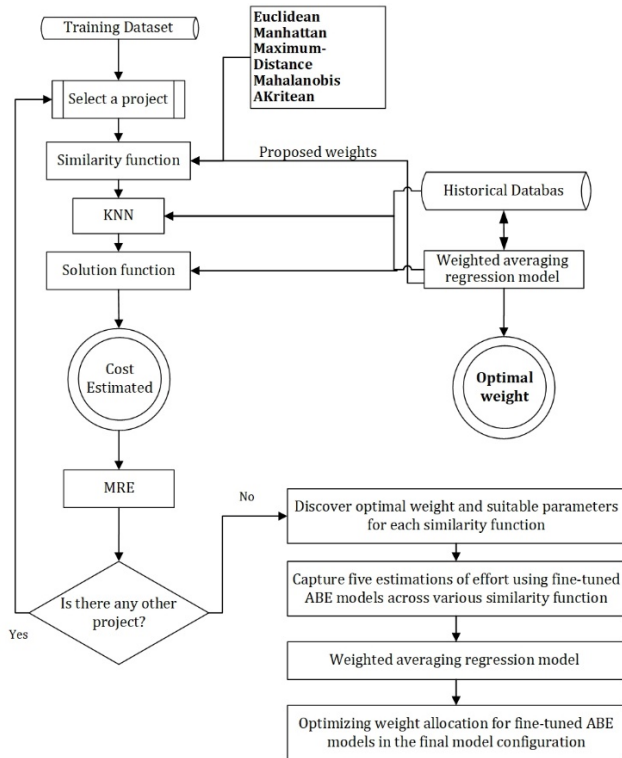 Training Dataset
Euclidean
Manhattan
Maximum-
Distance
Mahalanobis
AKritean
Select a project
Similarity function
Proposed weights
Historical Databas
KNN
Solution function
Weighted averaging
regression model
Cost
Estimated
Optimal
weight
MRE
No
Discover optimal weight and suitable parameters
for each similarity function
Capture five estimations of effort using fine-tuned
ABE models across various similarity function
Is there any other
project?
Yes
Weighted averaging regression model
Optimizing weight allocation for fine-tuned ABE
models in the final model configuration